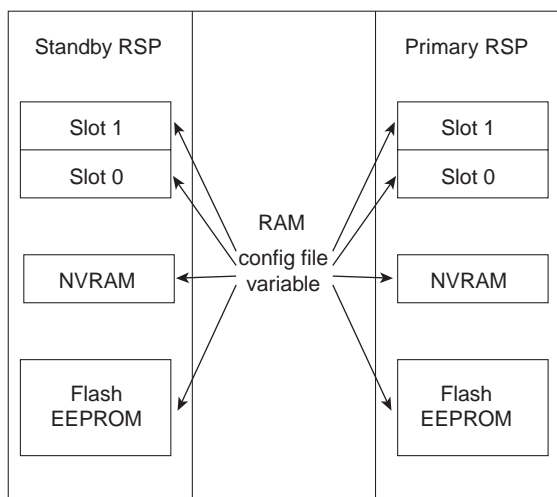 Standby RSP
Slot 1
Slot 0
NVRAM
Flash
EEPROM
RAM
config file
variable
Primary RSP
Slot 1
Slot 0
NVRAM
Flash
EEPROM